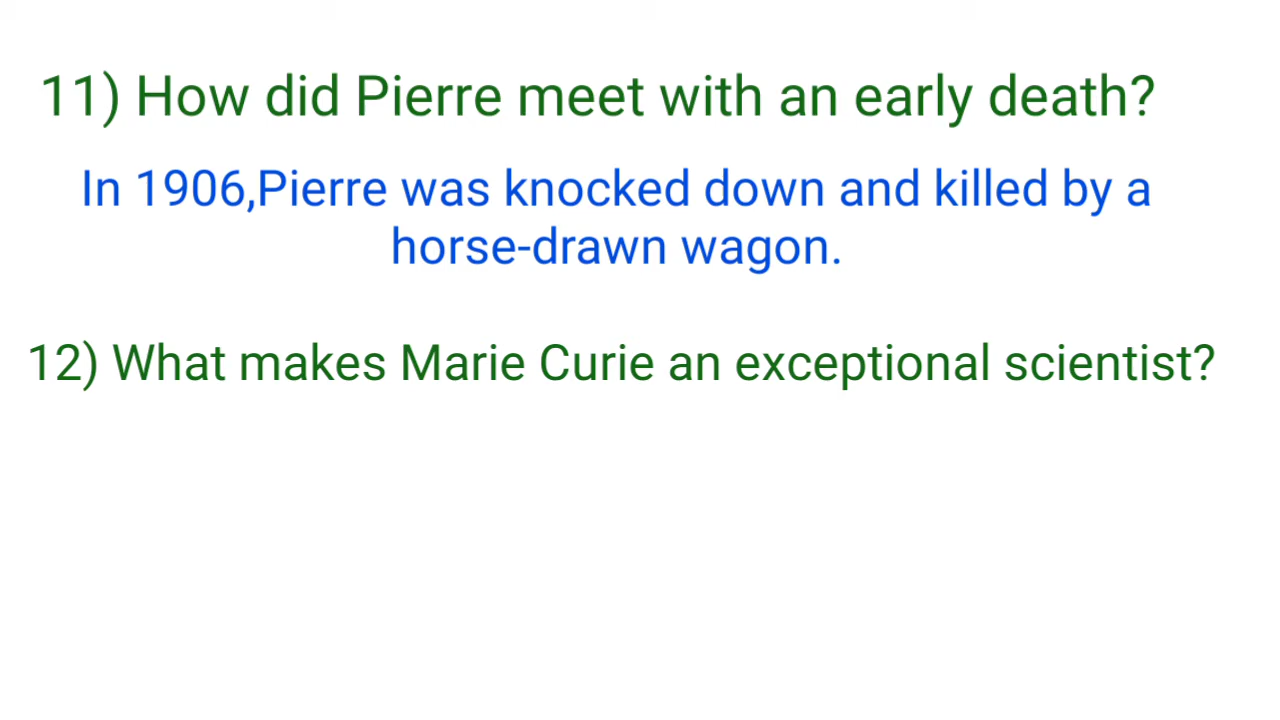 11) How did Pierre meet with an early death?
In 1906,Pierre was knocked down and killed by a
horse-drawn wagon.
12) What makes Marie Curie an exceptional scientist?